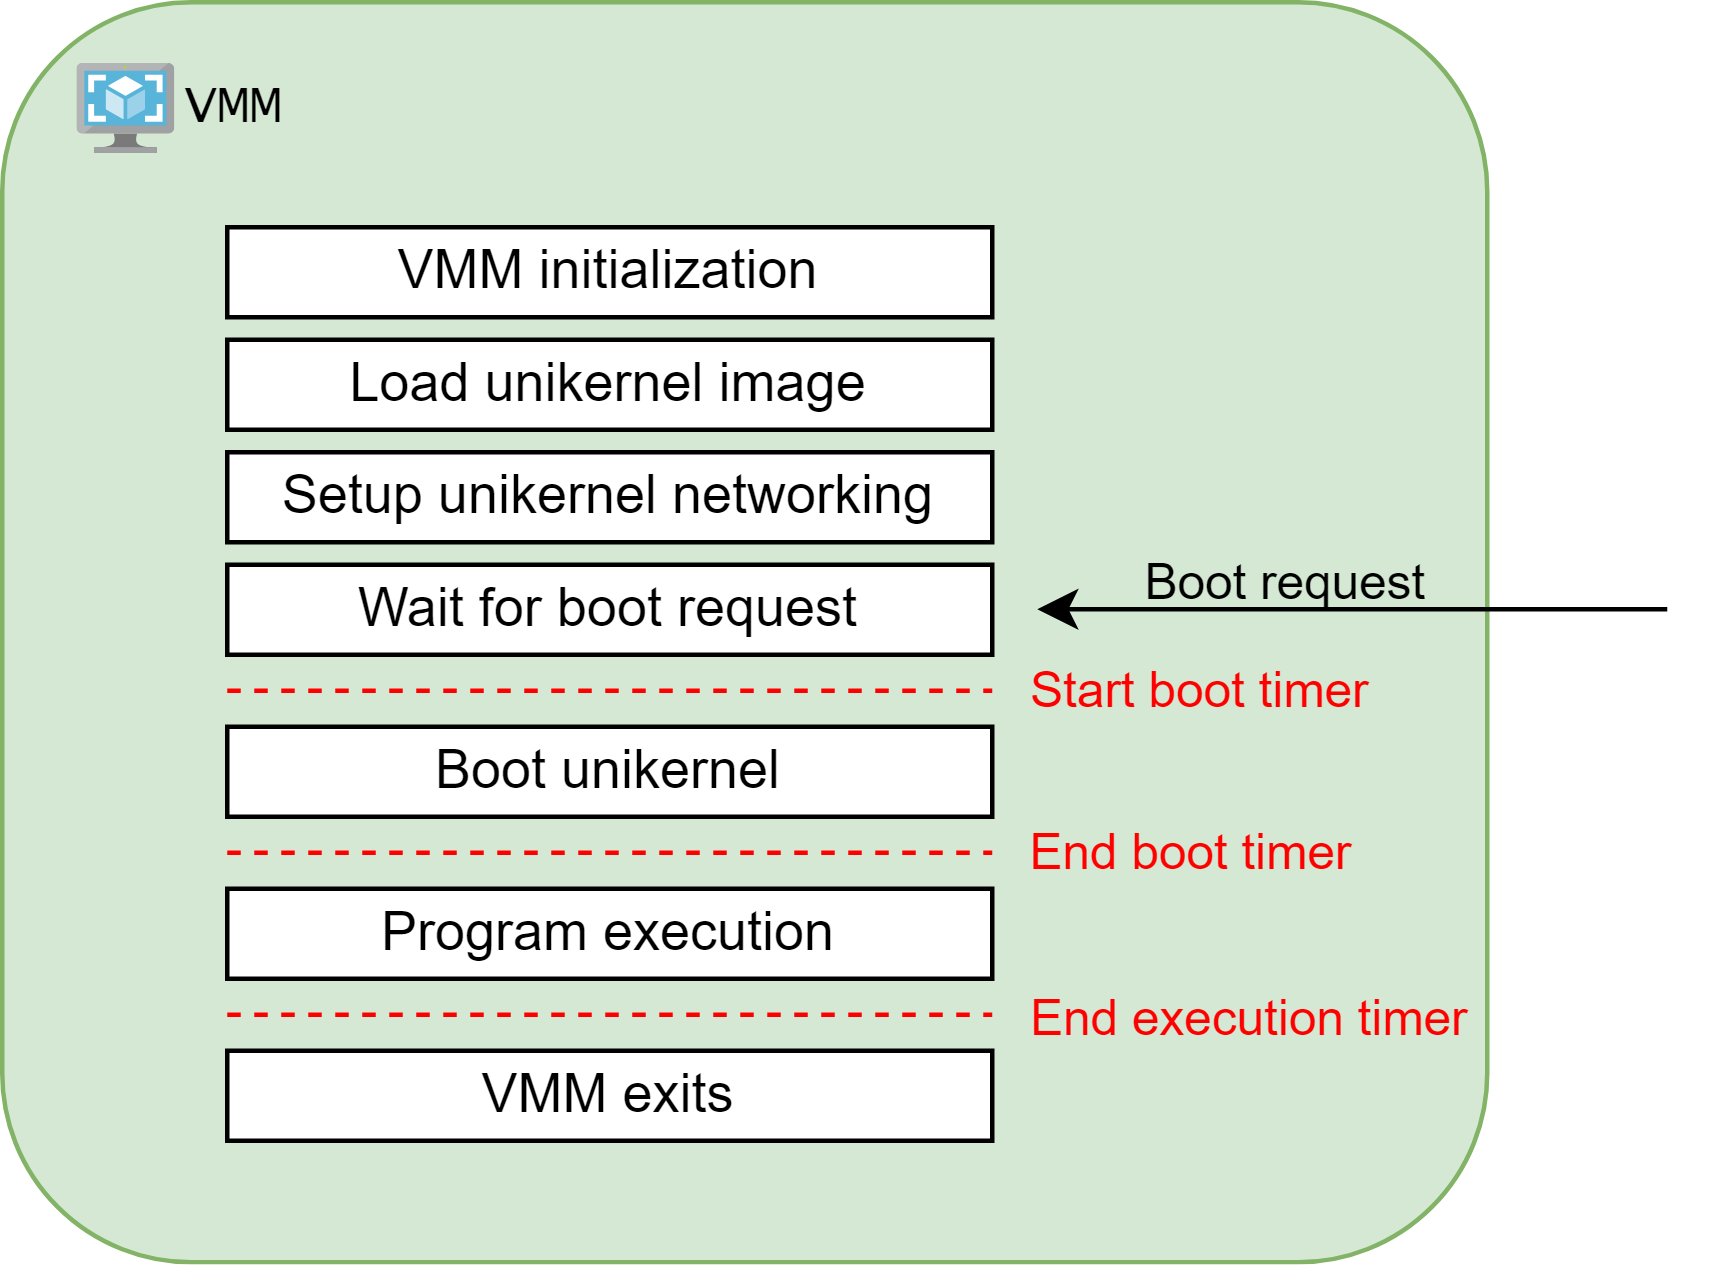 VMM
VMM initialization
Load unikernel image
Setup unikernel networking
Wait for boot request
Boot request
Start boot timer
Boot unikernel
End boot timer
Program execution
End execution timer
VMM exits